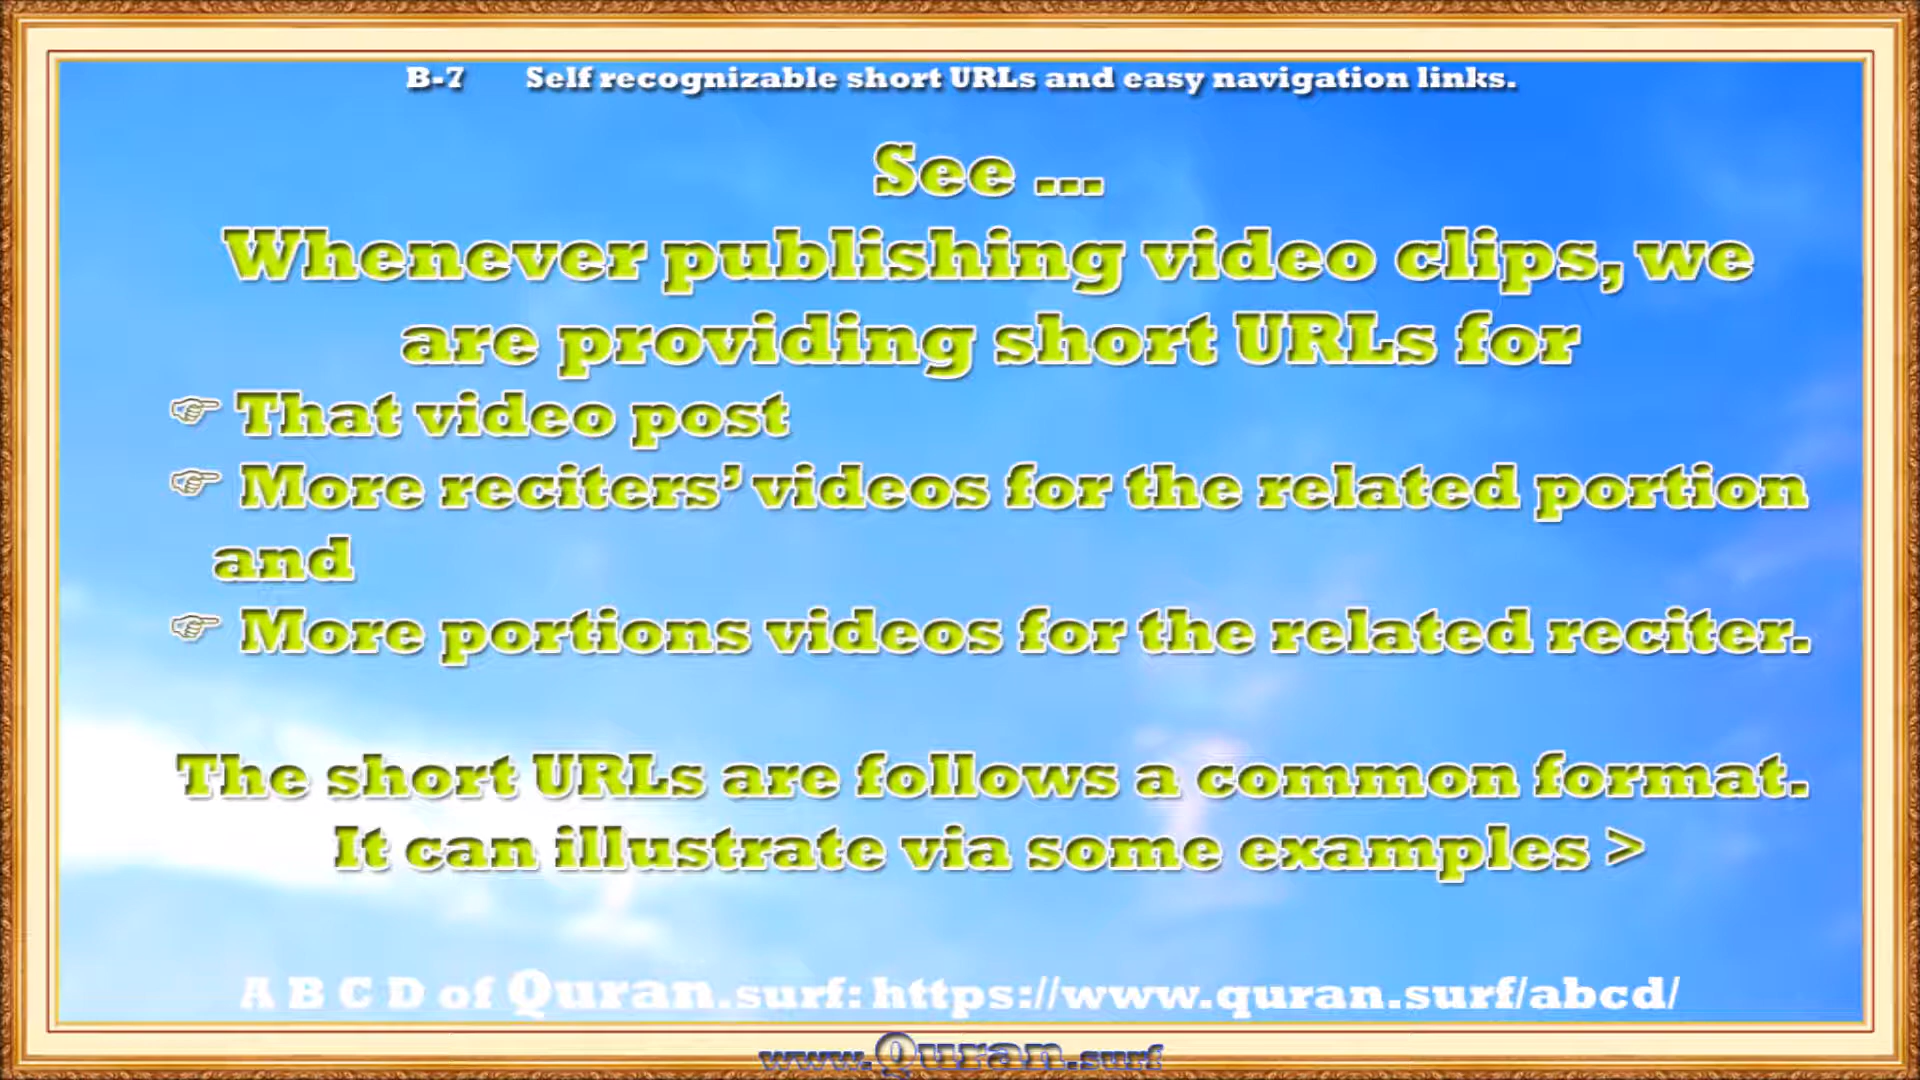 B-7 Self recognizable short URLs and easy navigation links.
See ...
Whenever publishing video clips, we
are providing short URLs for
☞ That video post
☞ More reciters’ videos for the related portion
and
☞ More portions videos for the related reciter.
The short URLs are follows a common format.
It can illustrate via some examples >
A B C D of Quran.surf: https://www.quran.surf/abcd/
www.Quran.surf